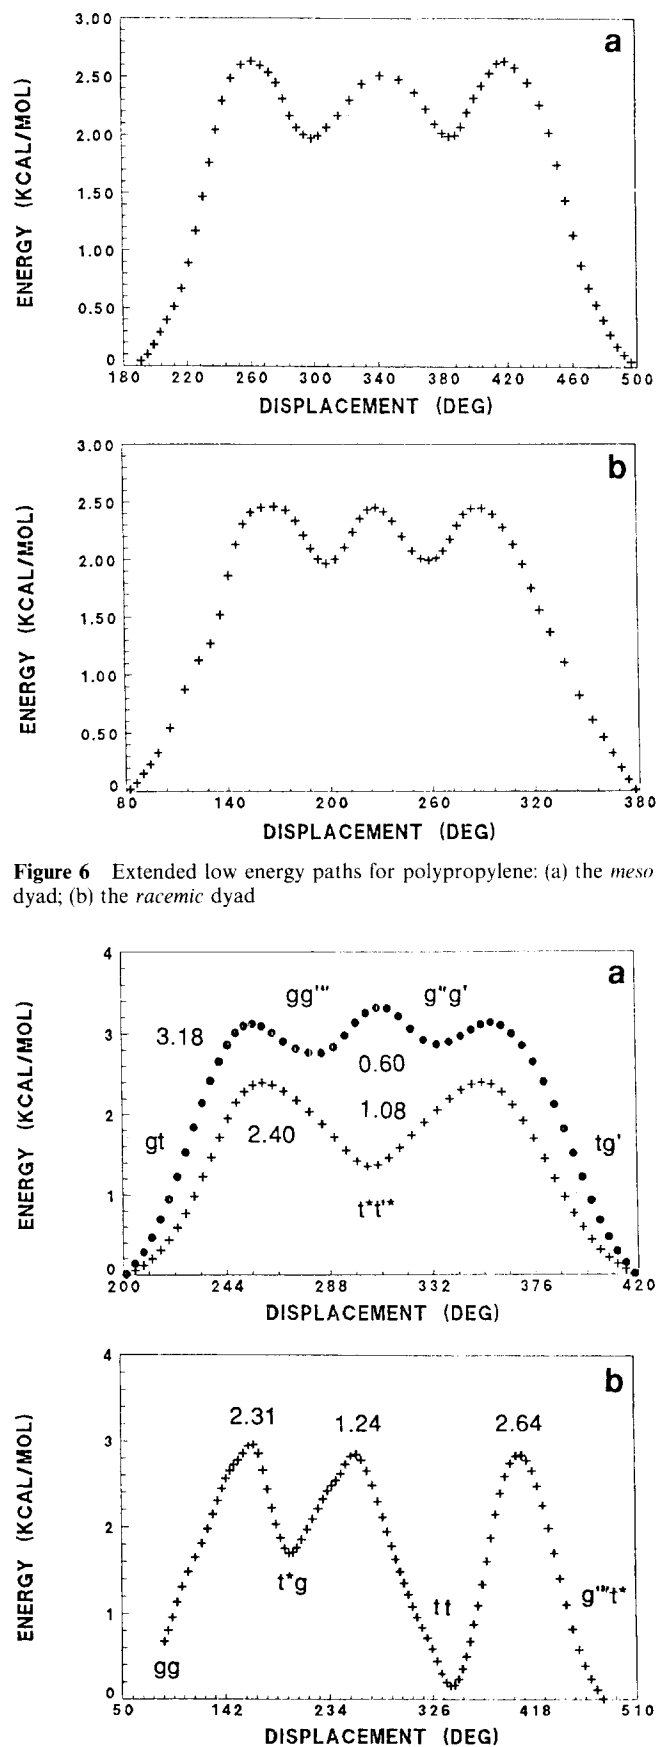 3.00
2.50
2.00
1.50
1.00
0.50
0
ENERGY (KCAL/MOL)
a
180 220 260 300 340 380 420 460 500
DISPLACEMENT (DEG)
3.00
2.50
2.00
1.50
1.00
0.50
0
ENERGY (KCAL/MOL)
b
80 140 200 260 320 380
DISPLACEMENT (DEG)
Figure 6 Extended low energy paths for polypropylene: (a) the meso
dyad; (b) the racemic dyad
4
3
2
1
0
ENERGY (KCAL/MOL)
a
gg'''' g''g'
3.18
0.60
1.08
2.40
gt
tg'
t*t'*
200 244 288 332 376 420
DISPLACEMENT (DEG)
4
3
2
1
0
ENERGY (KCAL/MOL)
b
2.31 1.24 2.64
t*g
tt
g''''t*
gg
50 142 234 326 418 510
DISPLACEMENT (DEG)